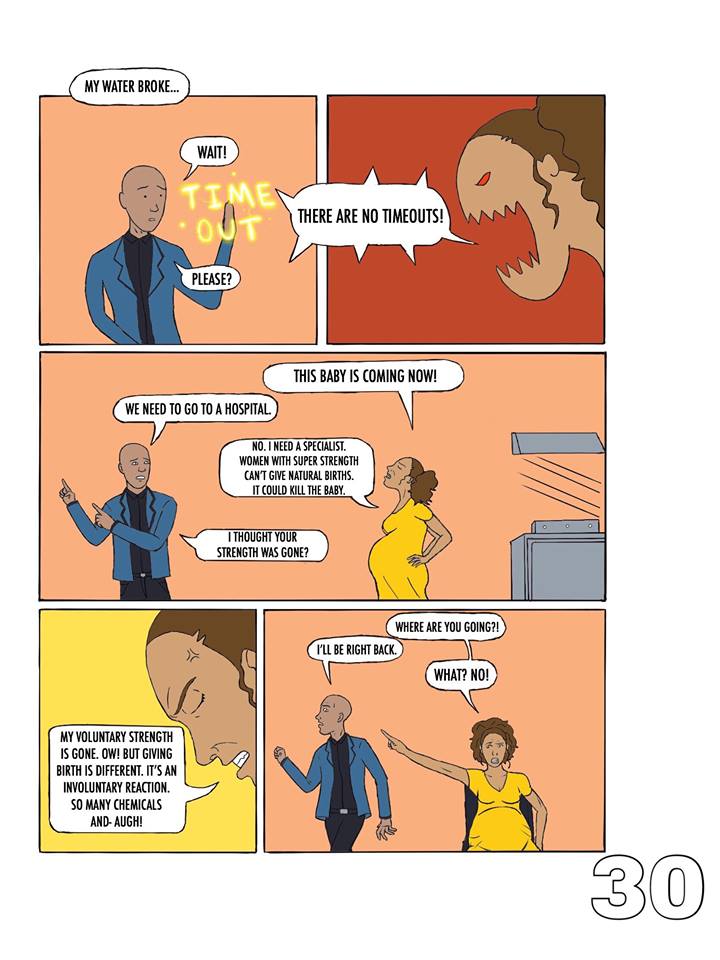 MY WATER BROKE...
WAIT!
TIME
OUT
PLEASE?
THERE ARE NO TIMEOUTS!
THIS BABY IS COMING NOW!
WE NEED TO GO TO A HOSPITAL.
NO. I NEED A SPECIALIST.
WOMEN WITH SUPER STRENGTH
CAN'T GIVE NATURAL BIRTHS.
IT COULD KILL THE BABY.
I THOUGHT YOUR
STRENGTH WAS GONE?
MY VOLUNTARY STRENGTH
IS GONE. OW! BUT GIVING
BIRTH IS DIFFERENT. IT'S AN
INVOLUNTARY REACTION.
SO MANY CHEMICALS
AND- AUGH!
I'LL BE RIGHT BACK.
WHERE ARE YOU GOING?!
WHAT? NO!
30